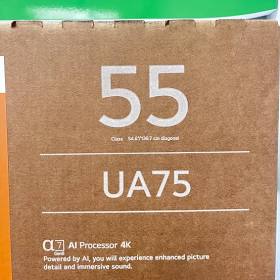 55
Class 54.6"/138.7 cm diagonal
UA75
α7 AI Processor 4K
Gen8
Powered by AI, you will experience enhanced picture
detail and immersive sound.